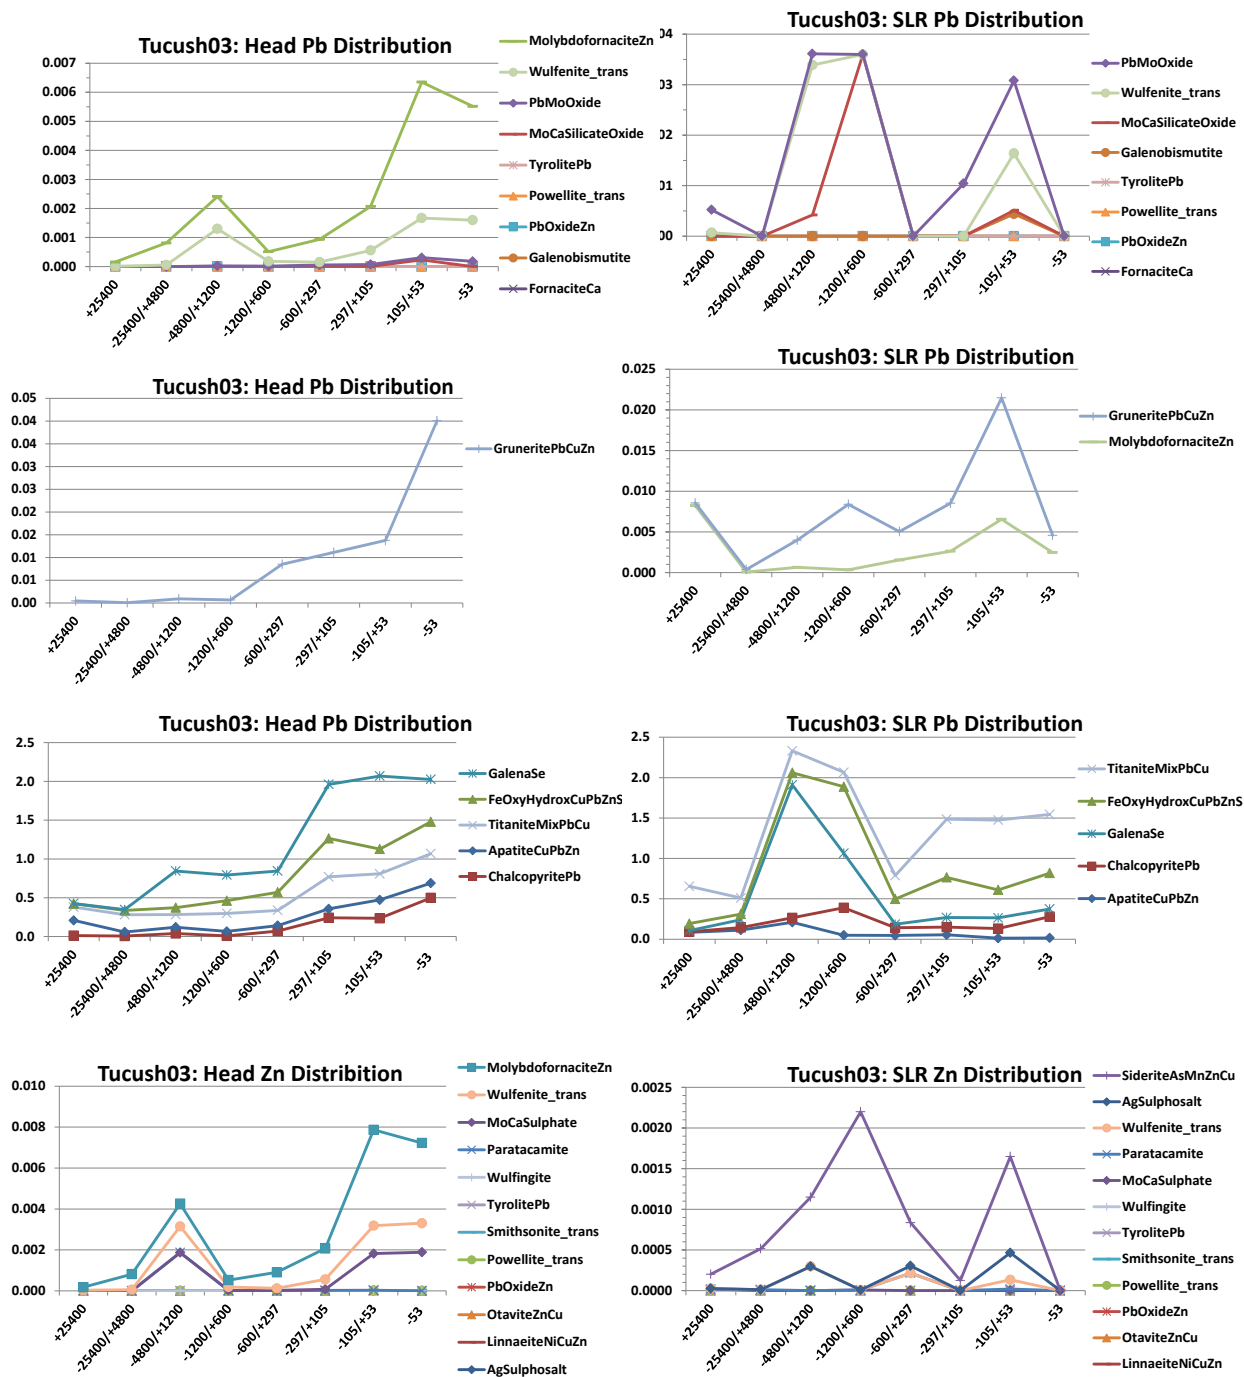 Tucush03: Head Pb Distribution
0.007
0.006
0.005
0.004
0.003
0.002
0.001
0.000
+25400
-25400/+4800
-4800/+1200
-1200/+600
-600/+297
-297/+105
-105/+53
-53
MolybdofornaciteZn
Wulfenite_trans
PbMoOxide
MoCaSilicateOxide
TyrolitePb
Powellite_trans
PbOxideZn
Galenobismutite
FornaciteCa
Tucush03: SLR Pb Distribution
04
03
02
01
00
+25400
-25400/+4800
-4800/+1200
-1200/+600
-600/+297
-297/+105
-105/+53
-53
PbMoOxide
Wulfenite_trans
MoCaSilicateOxide
Galenobismutite
TyrolitePb
Powellite_trans
PbOxideZn
FornaciteCa
Tucush03: Head Pb Distribution
0.05
0.04
0.04
0.03
0.03
0.02
0.02
0.01
0.01
0.00
+25400
-25400/+4800
-4800/+1200
-1200/+600
-600/+297
-297/+105
-105/+53
-53
GruneritePbCuZn
Tucush03: SLR Pb Distribution
0.025
0.020
0.015
0.010
0.005
0.000
+25400
-25400/+4800
-4800/+1200
-1200/+600
-600/+297
-297/+105
-105/+53
-53
GruneritePbCuZn
MolybdofornaciteZn
Tucush03: Head Pb Distribution
2.5
2.0
1.5
1.0
0.5
0.0
+25400
-25400/+4800
-4800/+1200
-1200/+600
-600/+297
-297/+105
-105/+53
-53
GalenaSe
FeOxyHydroxCuPbZnS
TitaniteMixPbCu
ApatiteCuPbZn
ChalcopyritePb
Tucush03: SLR Pb Distribution
2.5
2.0
1.5
1.0
0.5
0.0
+25400
-25400/+4800
-4800/+1200
-1200/+600
-600/+297
-297/+105
-105/+53
-53
TitaniteMixPbCu
FeOxyHydroxCuPbZnS
GalenaSe
ChalcopyritePb
ApatiteCuPbZn
Tucush03: Head Zn Distribition
0.010
0.008
0.006
0.004
0.002
0.000
+25400
-25400/+4800
-4800/+1200
-1200/+600
-600/+297
-297/+105
-105/+53
-53
MolybdofornaciteZn
Wulfenite_trans
MoCaSulphate
Paratacamite
Wulfingite
TyrolitePb
Smithsonite_trans
Powellite_trans
PbOxideZn
OtaviteZnCu
LinnaeiteNiCuZn
AgSulphosalt
Tucush03: SLR Zn Distribution
0.0025
0.0020
0.0015
0.0010
0.0005
0.0000
+25400
-25400/+4800
-4800/+1200
-1200/+600
-600/+297
-297/+105
-105/+53
-53
SideriteAsMnZnCu
AgSulphosalt
Wulfenite_trans
Paratacamite
MoCaSulphate
Wulfingite
TyrolitePb
Smithsonite_trans
Powellite_trans
PbOxideZn
OtaviteZnCu
LinnaeiteNiCuZn